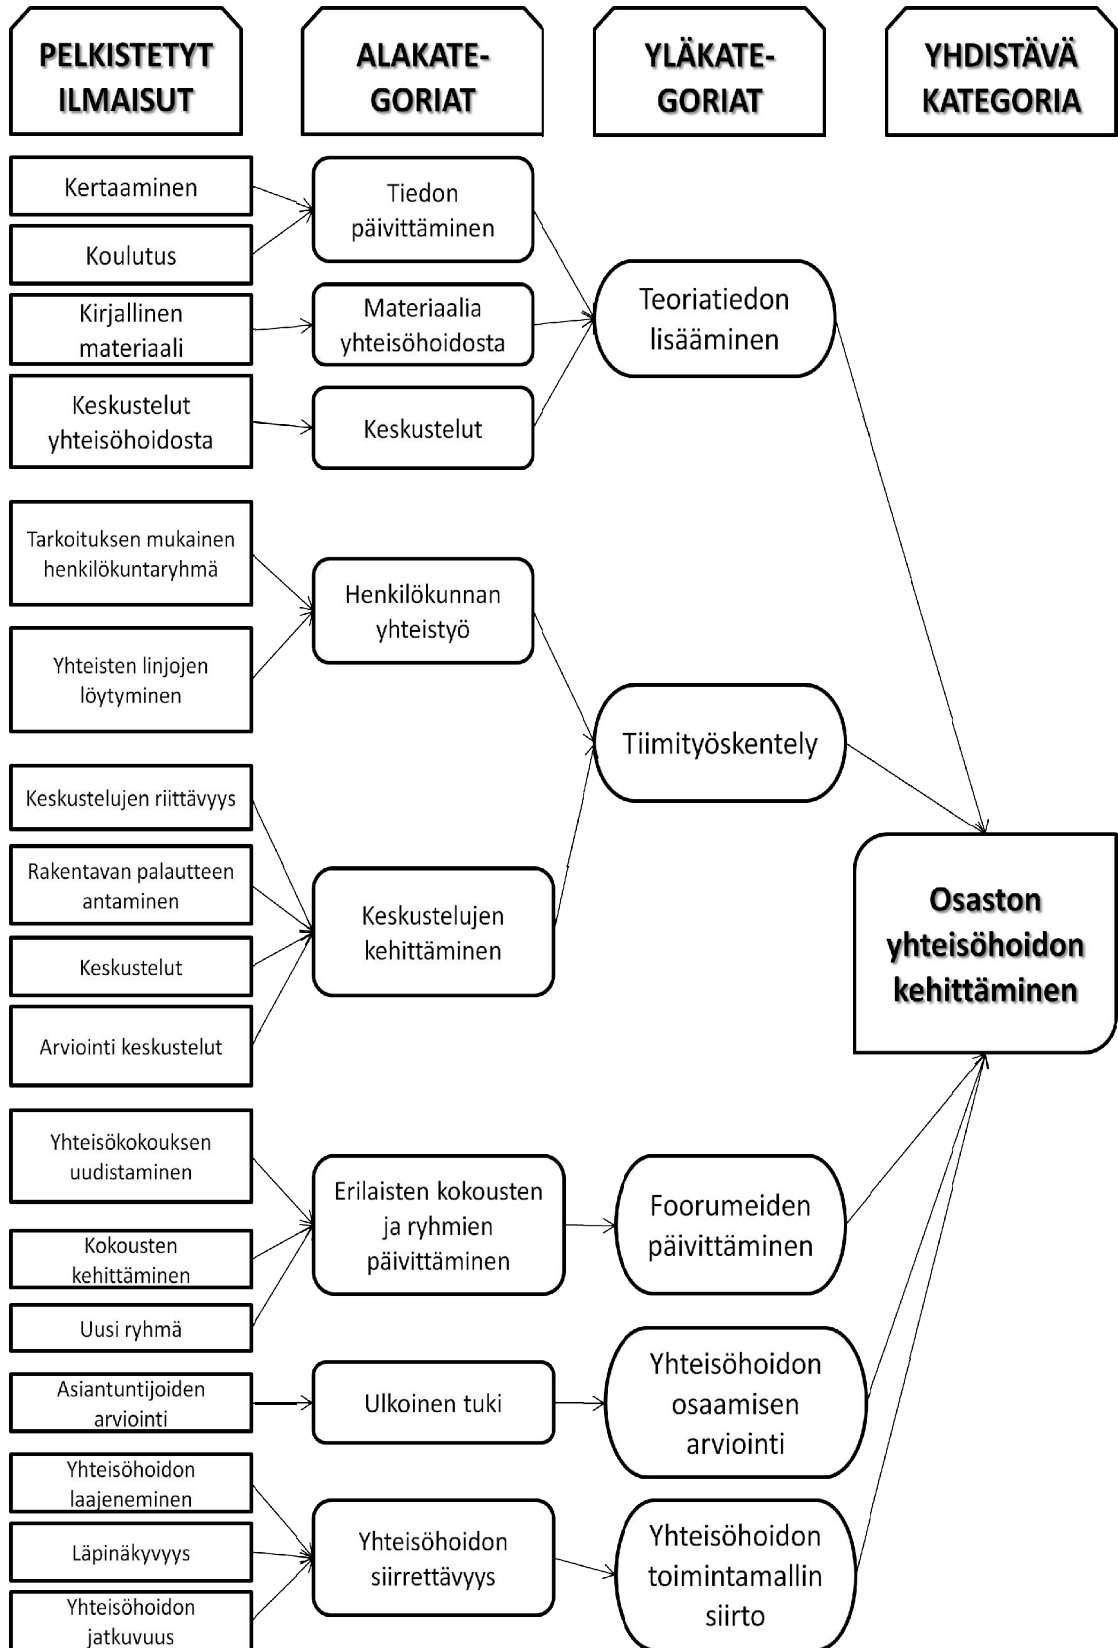 PELKISTETYT
ILMAISUT
ALAKATE-
GORIAT
YLÄKATE-
GORIAT
YHDISTÄVÄ
KATEGORIA
Kertaaminen
Koulutus
Kirjallinen
materiaali
Keskustelut
yhteisöhoidosta
Tarkoituksen mukainen
henkilökuntaryhmä
Yhteisten linjojen
löytyminen
Keskustelujen riittävyys
Rakentavan palautteen
antaminen
Keskustelut
Arviointi keskustelut
Yhteisökokouksen
uudistaminen
Kokousten
kehittäminen
Uusi ryhmä
Asiantuntijoiden
arviointi
Yhteisöhoidon
laajeneminen
Läpinäkyvyys
Yhteisöhoidon
jatkuvuus
Tiedon
päivittäminen
Materiaalia
yhteisöhoidosta
Keskustelut
Henkilökunnan
yhteistyö
Keskustelujen
kehittäminen
Erilaisten kokousten
ja ryhmien
päivittäminen
Ulkoinen tuki
Yhteisöhoidon
siirrettävyys
Teoriatiedon
lisääminen
Tiimityöskentely
Foorumeiden
päivittäminen
Yhteisöhoidon
osaamisen
arviointi
Yhteisöhoidon
toimintamallin
siirto
Osaston
yhteisöhoidon
kehittäminen